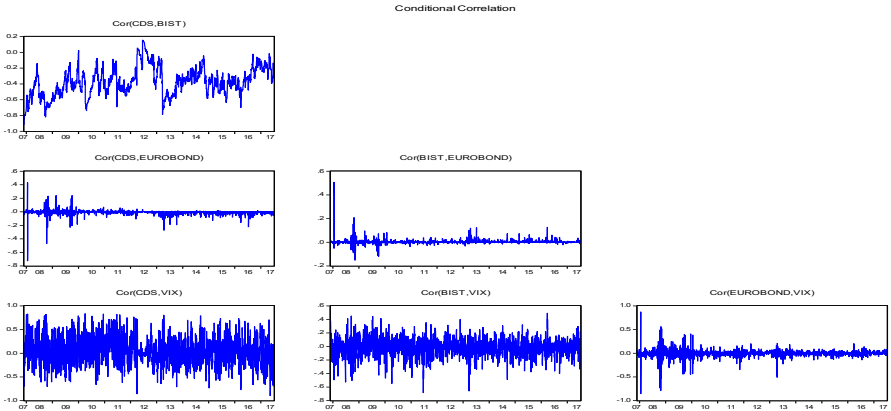 Conditional Correlation
Cor(CDS,BIST)
0.2
0.0
-0.2
-0.4
-0.6
-0.8
-1.0
07 08 09 10 11 12 13 14 15 16 17
Cor(CDS,EUROBOND)
.6
.4
.2
.0
-.2
-.4
-.6
-.8
07 08 09 10 11 12 13 14 15 16 17
Cor(BIST,EUROBOND)
.6
.4
.2
.0
-.2
07 08 09 10 11 12 13 14 15 16 17
Cor(CDS,VIX)
1.0
0.5
0.0
-0.5
-1.0
07 08 09 10 11 12 13 14 15 16 17
Cor(BIST,VIX)
.6
.4
.2
.0
-.2
-.4
-.6
-.8
07 08 09 10 11 12 13 14 15 16 17
Cor(EUROBOND,VIX)
1.0
0.5
0.0
-0.5
-1.0
07 08 09 10 11 12 13 14 15 16 17